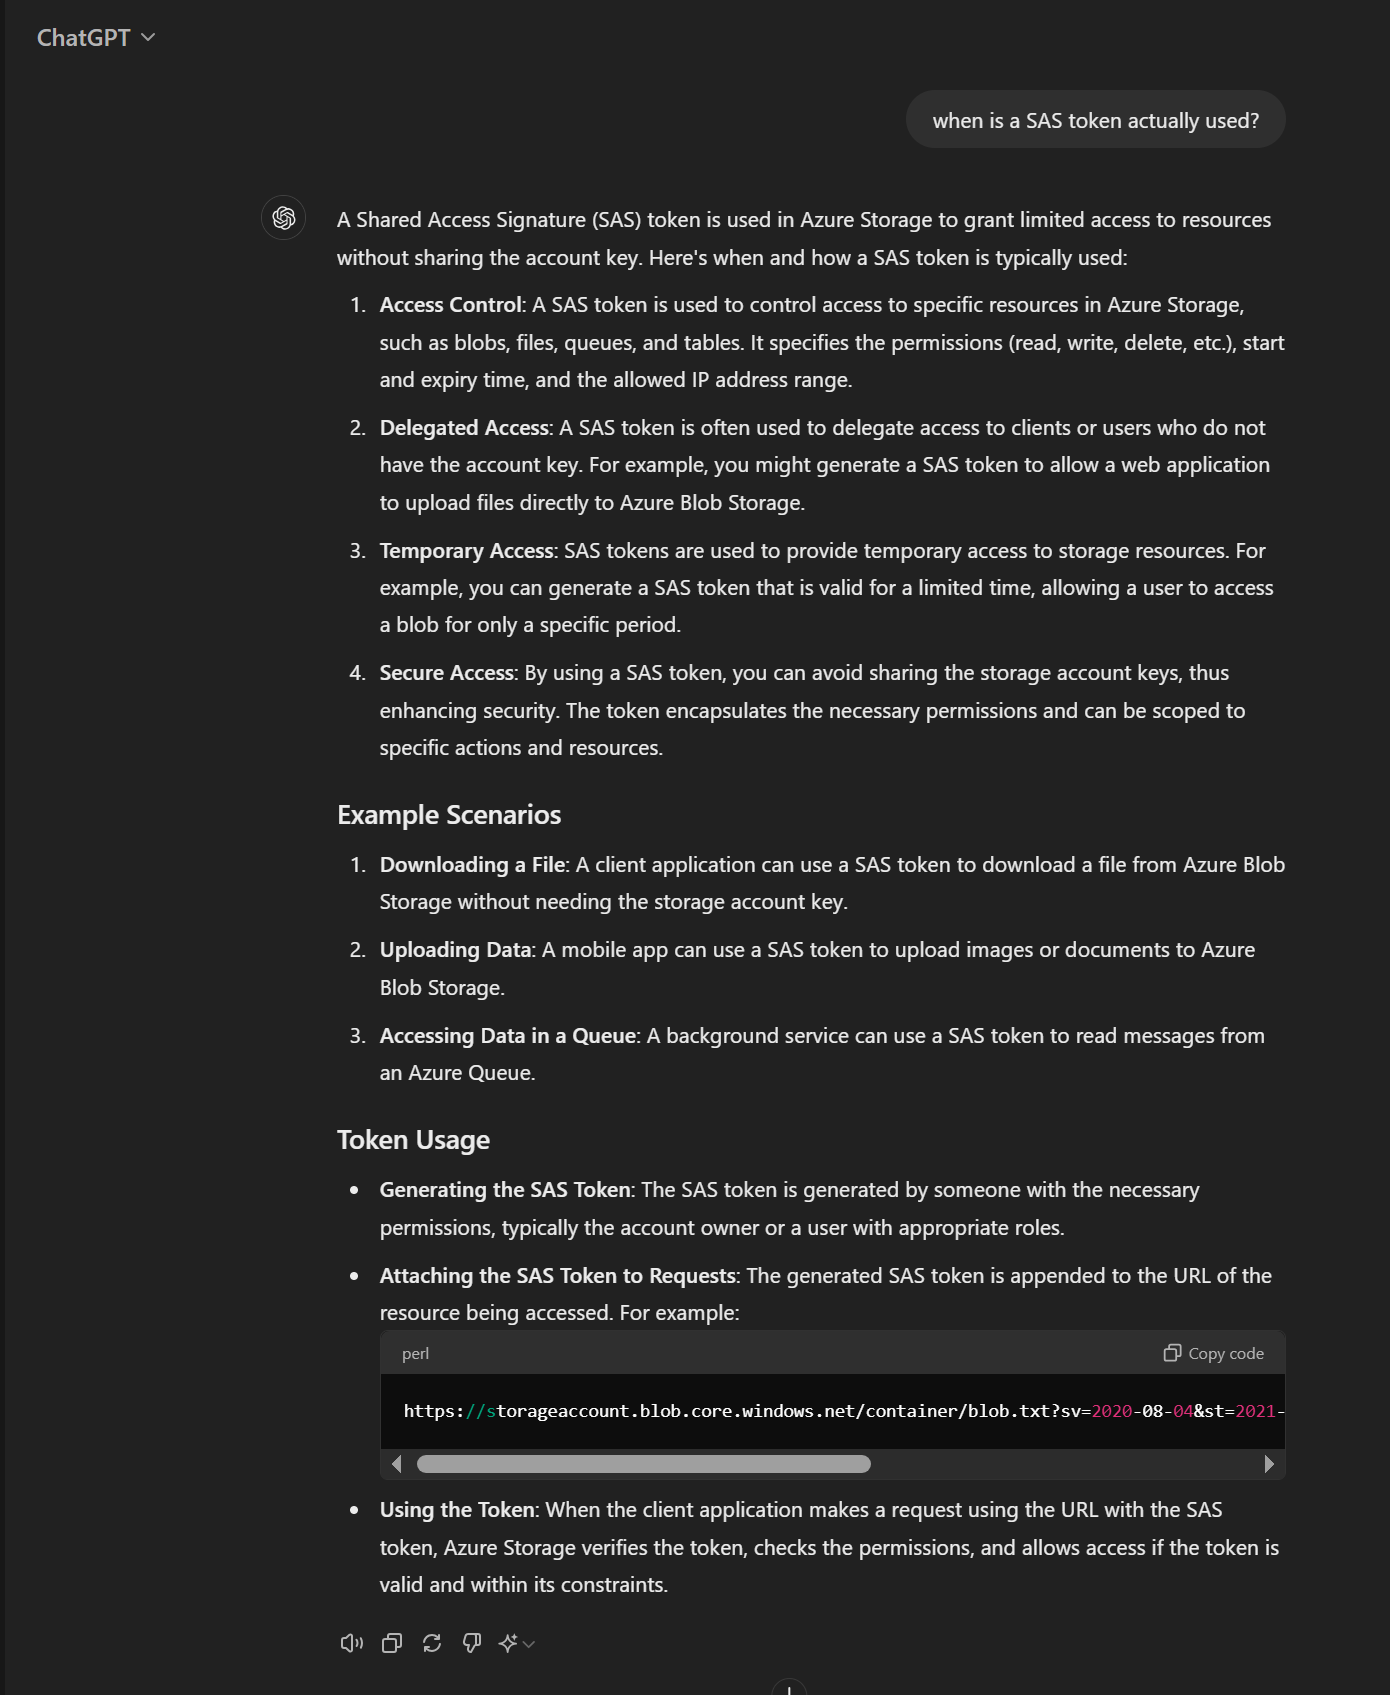 ChatGPT
when is a SAS token actually used?
A Shared Access Signature (SAS) token is used in Azure Storage to grant limited access to resources
without sharing the account key. Here's when and how a SAS token is typically used:
1. Access Control: A SAS token is used to control access to specific resources in Azure Storage,
such as blobs, files, queues, and tables. It specifies the permissions (read, write, delete, etc.), start
and expiry time, and the allowed IP address range.
2. Delegated Access: A SAS token is often used to delegate access to clients or users who do not
have the account key. For example, you might generate a SAS token to allow a web application
to upload files directly to Azure Blob Storage.
3. Temporary Access: SAS tokens are used to provide temporary access to storage resources. For
example, you can generate a SAS token that is valid for a limited time, allowing a user to access
a blob for only a specific period.
4. Secure Access: By using a SAS token, you can avoid sharing the storage account keys, thus
enhancing security. The token encapsulates the necessary permissions and can be scoped to
specific actions and resources.
Example Scenarios
1. Downloading a File: A client application can use a SAS token to download a file from Azure Blob
Storage without needing the storage account key.
2. Uploading Data: A mobile app can use a SAS token to upload images or documents to Azure
Blob Storage.
3. Accessing Data in a Queue: A background service can use a SAS token to read messages from
an Azure Queue.
Token Usage
• Generating the SAS Token: The SAS token is generated by someone with the necessary
permissions, typically the account owner or a user with appropriate roles.
• Attaching the SAS Token to Requests: The generated SAS token is appended to the URL of the
resource being accessed. For example:
perl Copy code
https://storageaccount.blob.core.windows.net/container/blob.txt?sv=2020-08-04&st=2021-
• Using the Token: When the client application makes a request using the URL with the SAS
token, Azure Storage verifies the token, checks the permissions, and allows access if the token is
valid and within its constraints.